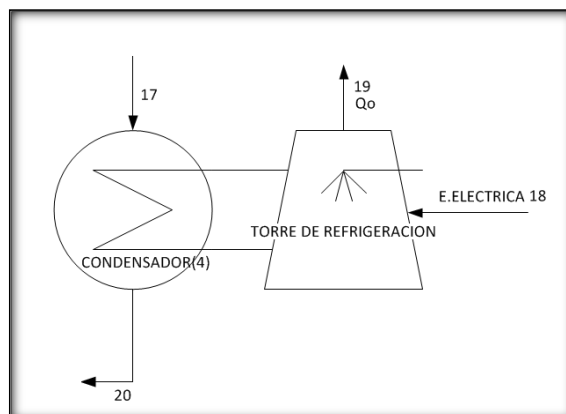 17
19
Qo
E.ELECTRICA 18
TORRE DE REFRIGERACION
CONDENSADOR(4)
20